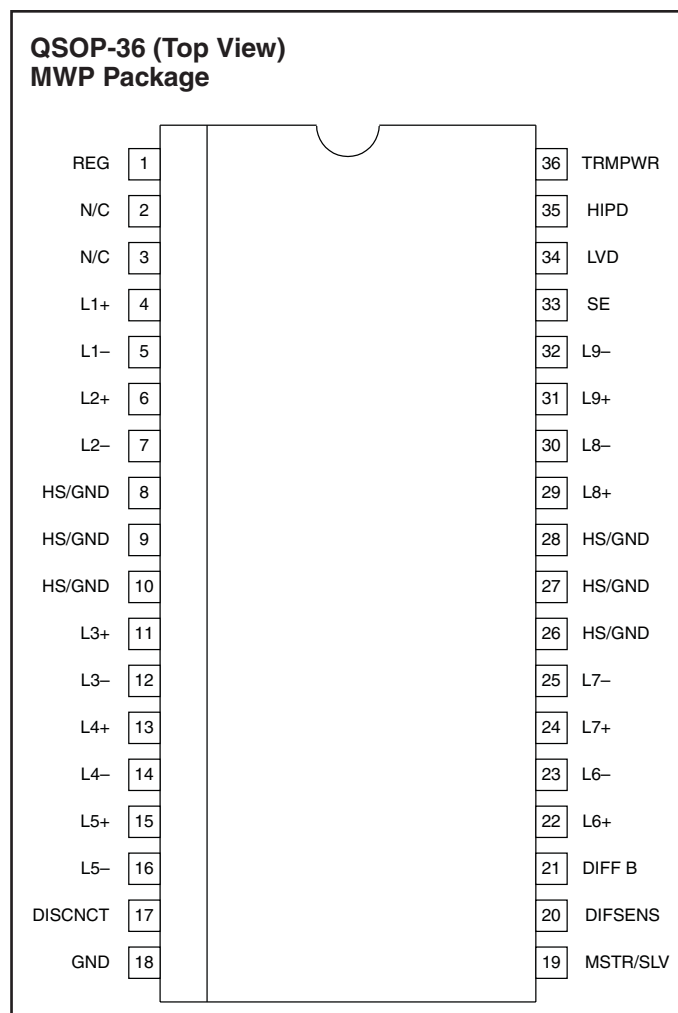 QSOP-36 (Top View)
MWP Package
REG 1 36 TRMPWR
N/C 2 35 HIPD
N/C 3 34 LVD
L1+ 4 33 SE
L1– 5 32 L9–
L2+ 6 31 L9+
L2– 7 30 L8–
HS/GND 8 29 L8+
HS/GND 9 28 HS/GND
HS/GND 10 27 HS/GND
L3+ 11 26 HS/GND
L3– 12 25 L7–
L4+ 13 24 L7+
L4– 14 23 L6–
L5+ 15 22 L6+
L5– 16 21 DIFF B
DISCNCT 17 20 DIFSENS
GND 18 19 MSTR/SLV